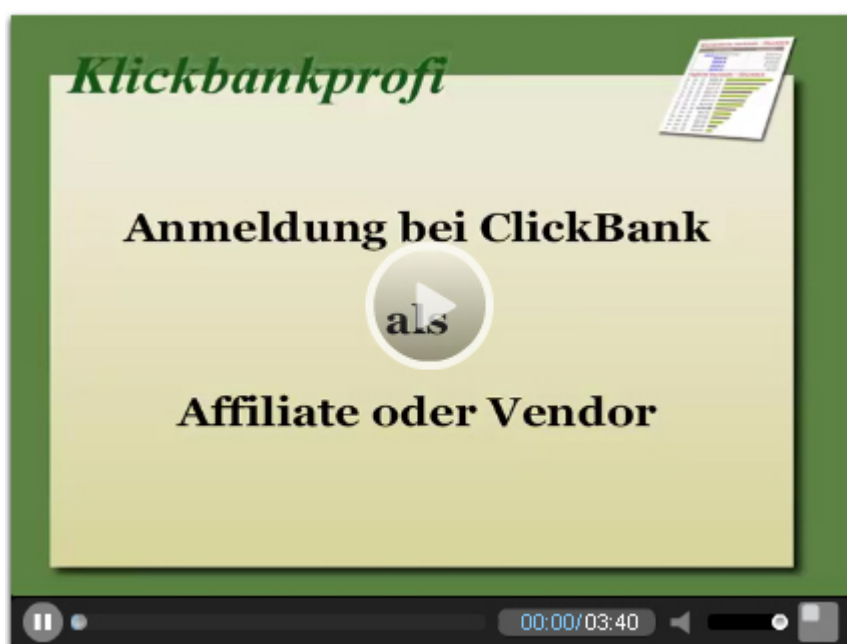 Klickbankprofi
Anmeldung bei ClickBank
als
Affiliate oder Vendor
00:00/03:40